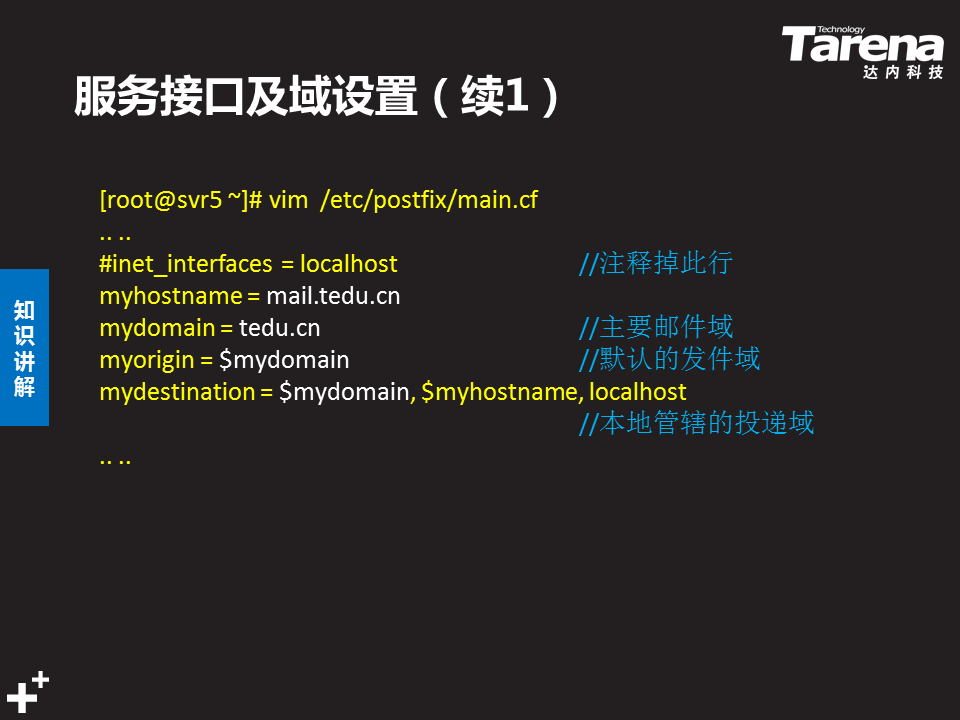 Technology
Tarena
达内科技
服务接口及域设置（续1）
[root@svr5 ~]# vim /etc/postfix/main.cf
.. ..
#inet_interfaces = localhost //注释掉此行
myhostname = mail.tedu.cn
mydomain = tedu.cn //主要邮件域
myorigin = $mydomain //默认的发件域
mydestination = $mydomain, $myhostname, localhost
//本地管辖的投递域
.. ..
知识讲解